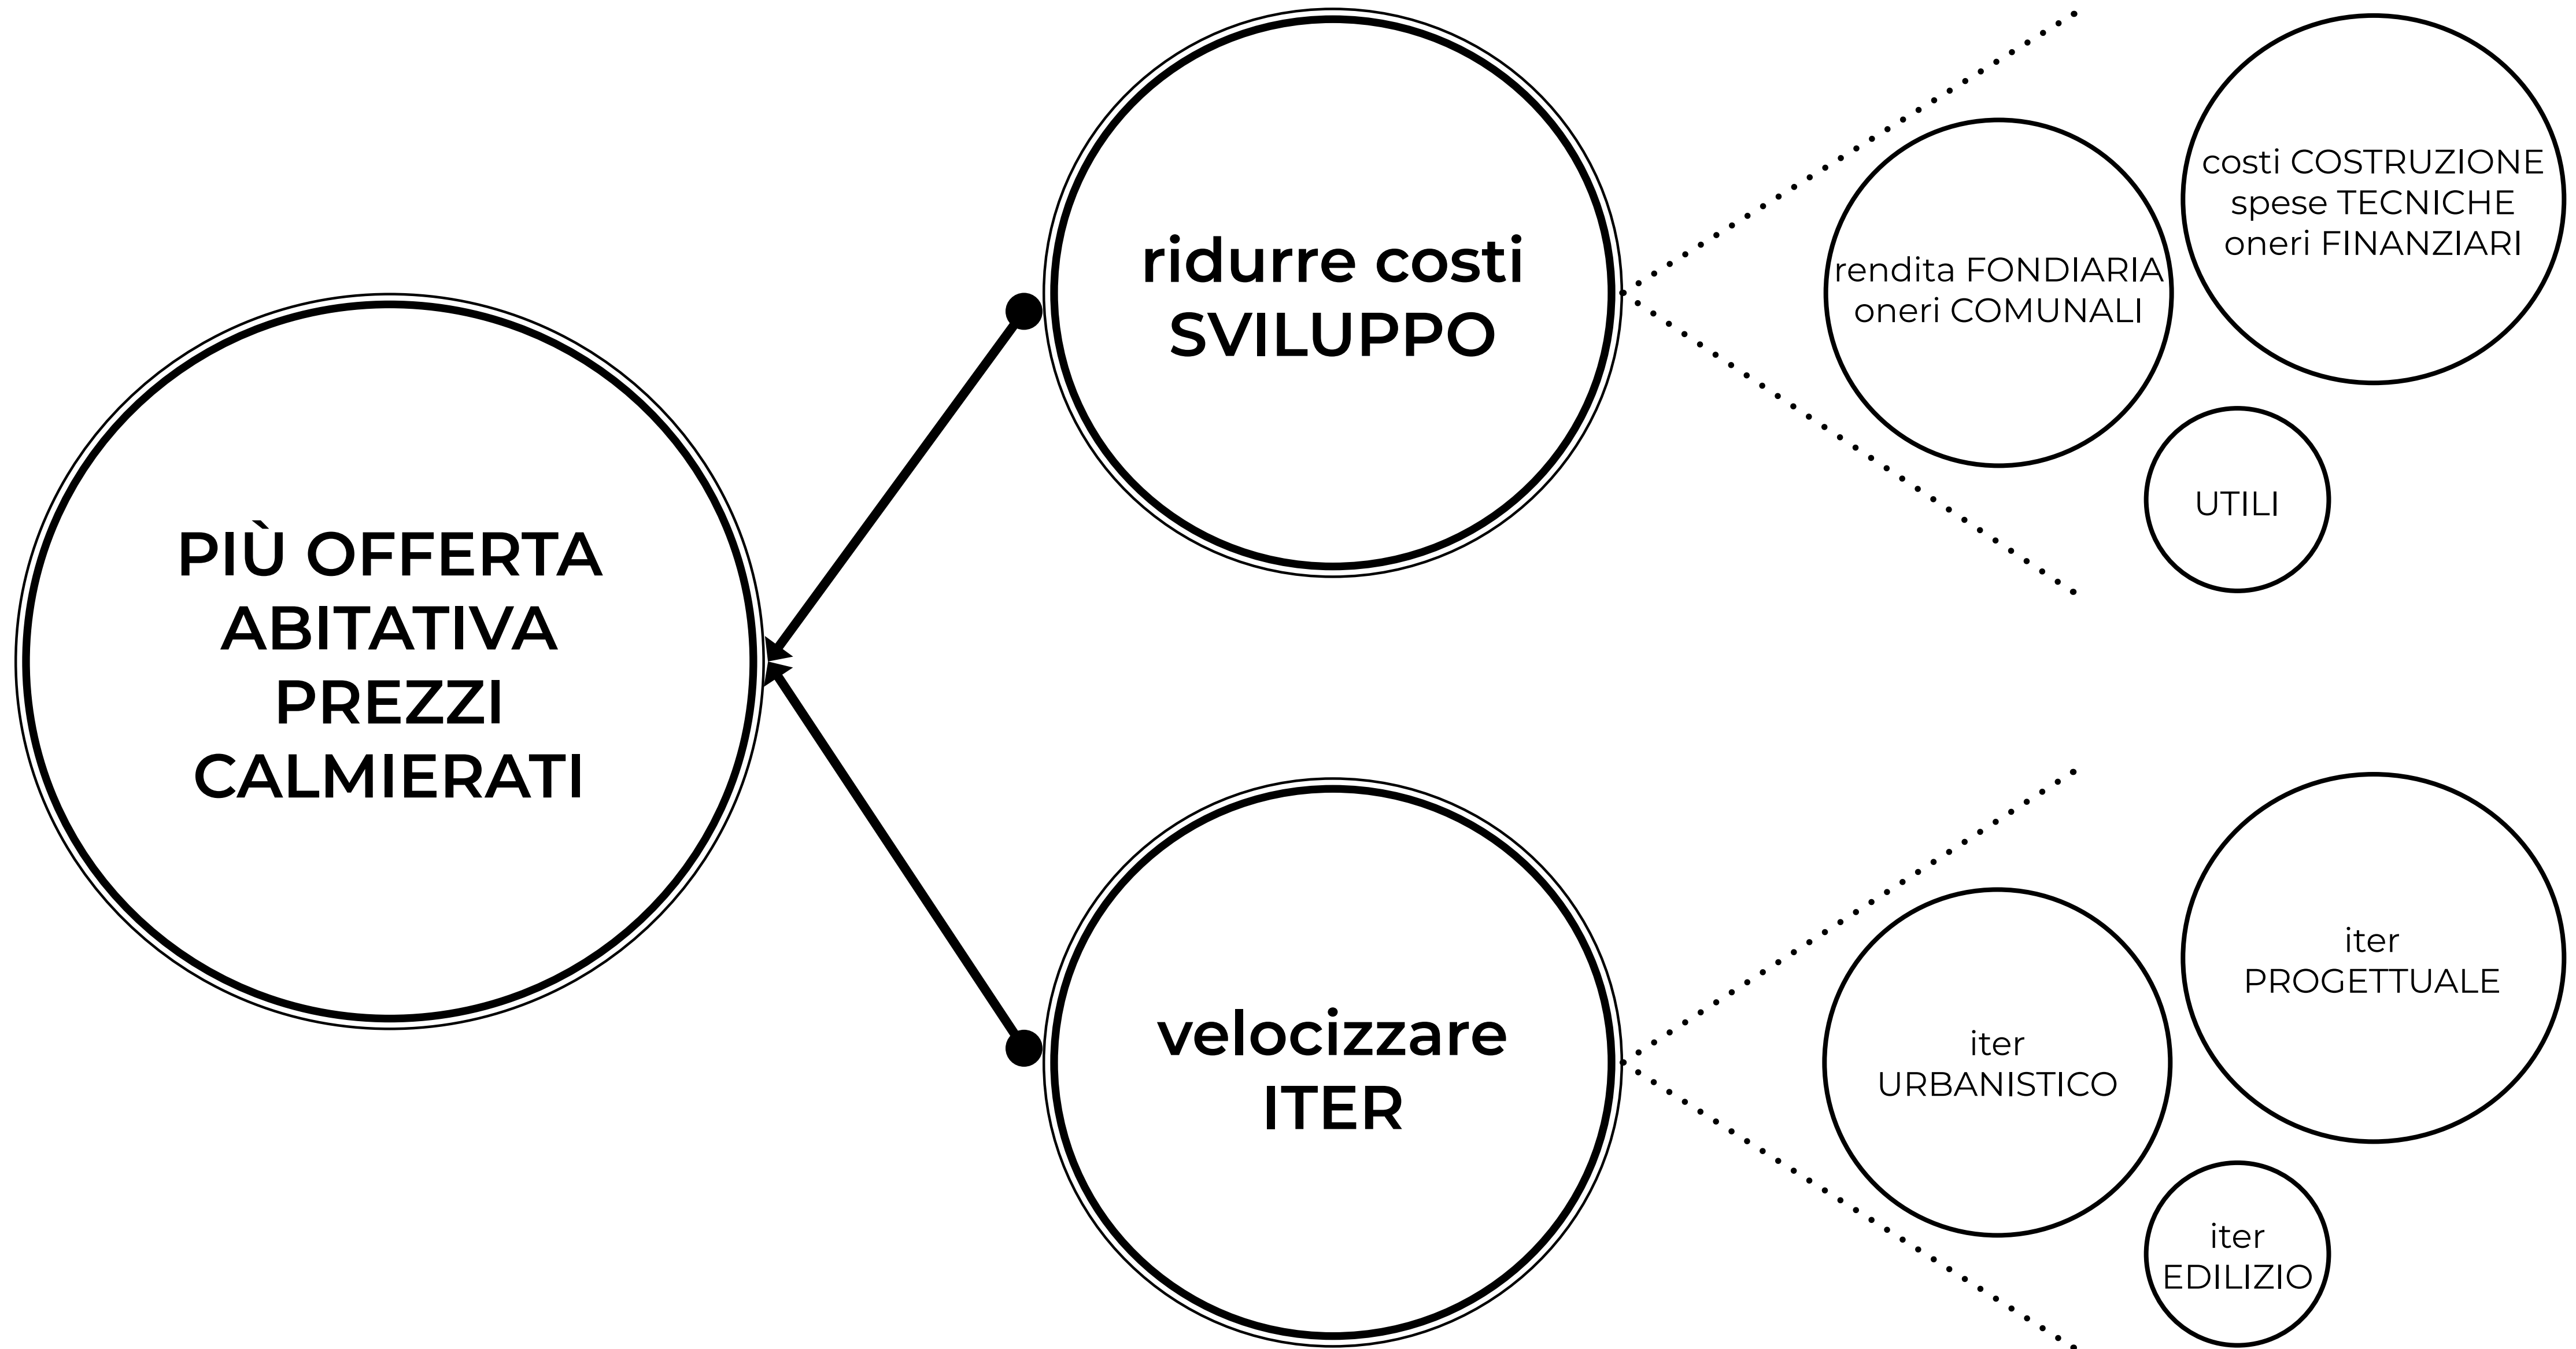 PIÙ OFFERTA
ABITATIVA
PREZZI
CALMIERATI
ridurre costi
SVILUPPO
rendita FONDIARIA
oneri COMUNALI
costi COSTRUZIONE
spese TECNICHE
oneri FINANZIARI
UTILI
velocizzare
ITER
iter
URBANISTICO
iter
PROGETTUALE
iter
EDILIZIO